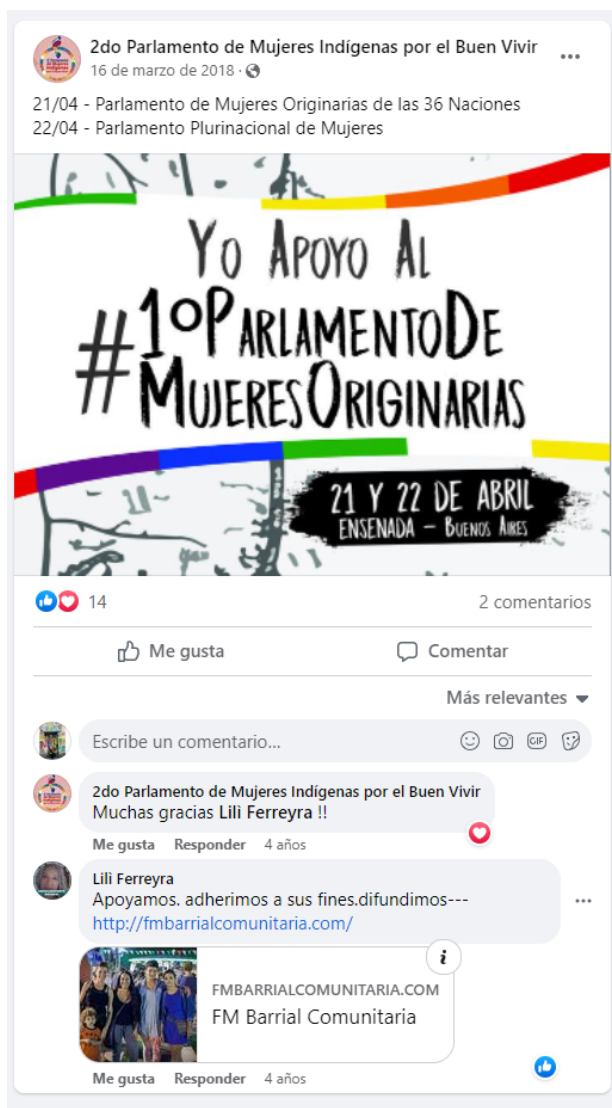 2do Parlamento de Mujeres Indígenas por el Buen Vivir
16 de marzo de 2018 ·
21/04 - Parlamento de Mujeres Originarias de las 36 Naciones
22/04 - Parlamento Plurinacional de Mujeres
Yo Apoyo Al
#1ºParlamentoDe
MujeresOriginarias
21 Y 22 DE ABRIL
ENSENADA – BUENOS AIRES
14
2 comentarios
Me gusta
Comentar
Más relevantes
Escribe un comentario...
GIF
2do Parlamento de Mujeres Indígenas por el Buen Vivir
Muchas gracias Lili Ferreyra !!
Me gusta Responder 4 años
Lili Ferreyra
Apoyamos. adherimos a sus fines.difundimos---
http://fmbarrialcomunitaria.com/
i
FMBARRIALCOMUNITARIA.COM
FM Barrial Comunitaria
Me gusta Responder 4 años